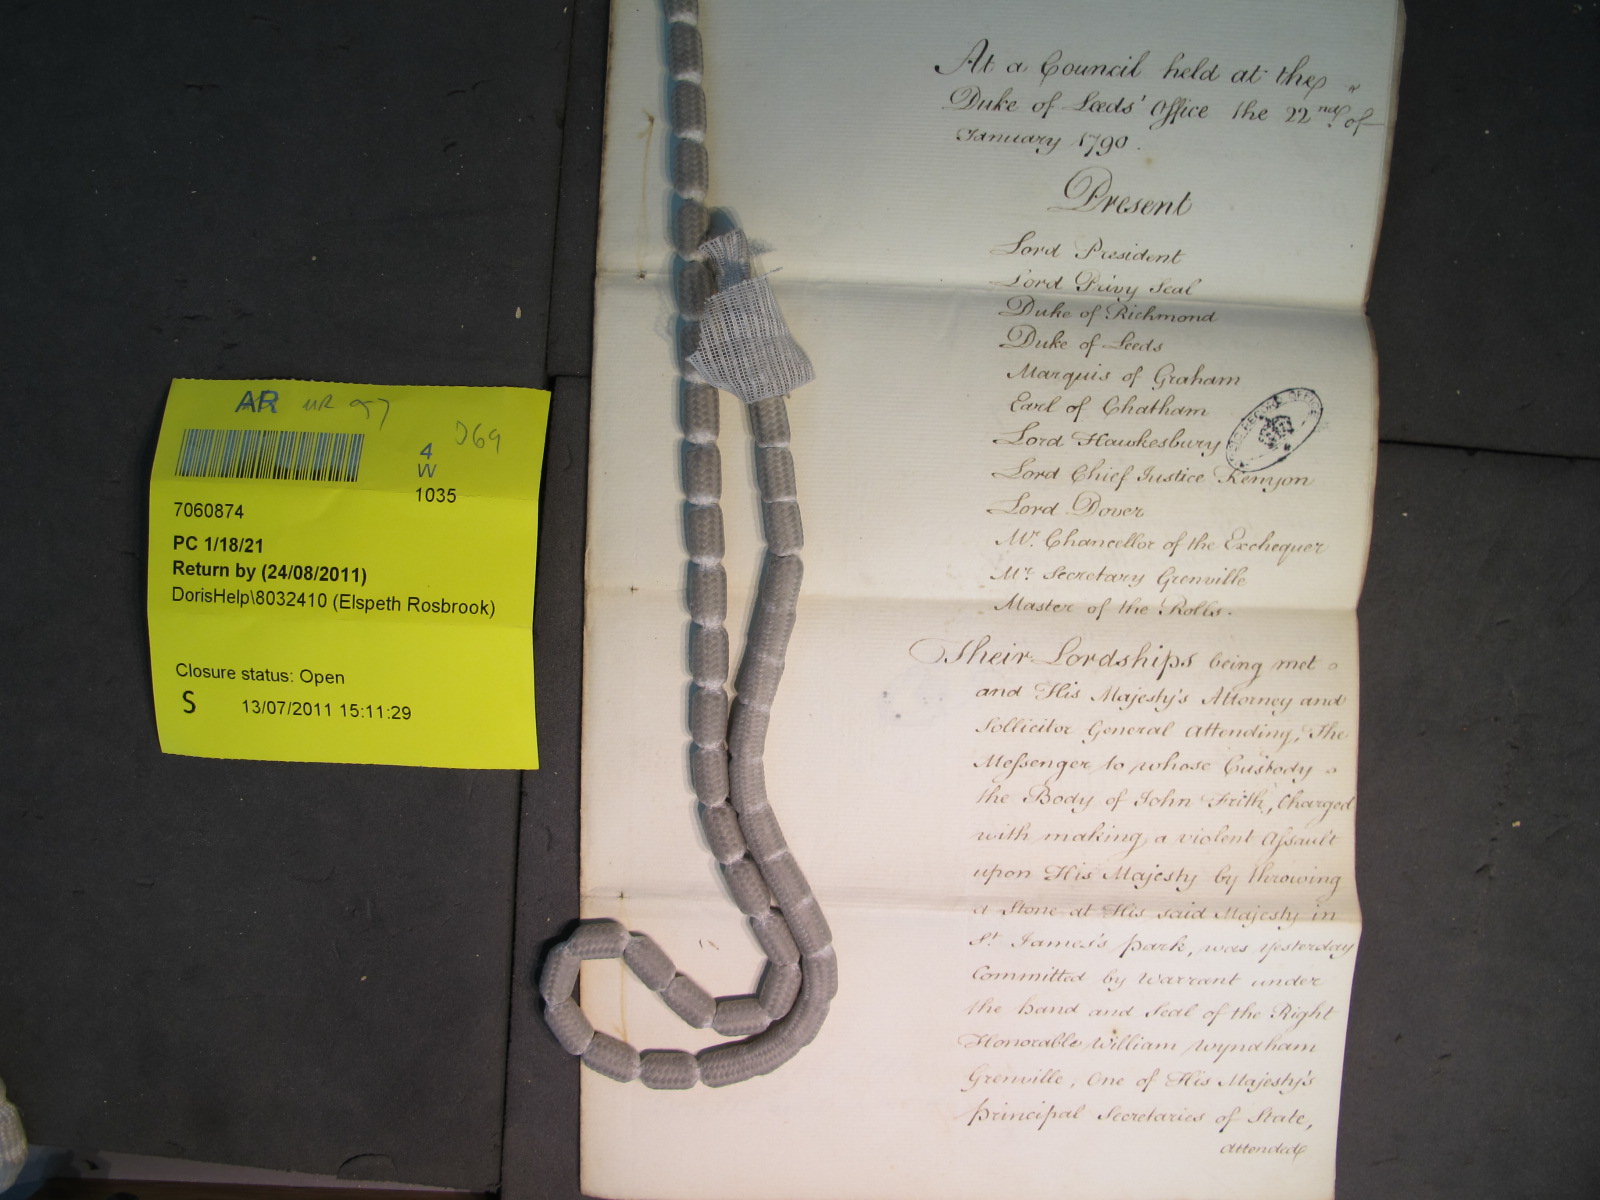 AR
4
W
1035
7060874
PC 1/18/21
Return by (24/08/2011)
DorisHelp\8032410 (Elspeth Rosbrook)
Closure status: Open
S 13/07/2011 15:11:29
At a Council held at the
Duke of Leeds' Office the 22nd. of
January 1790.
Present
Lord President
Lord Privy Seal
Duke of Richmond
Duke of Leeds
Marquis of Graham
Earl of Chatham
Lord Hawkesbury
Lord Chief Justice Kenyon
Lord Dover
Mr. Chancellor of the Exchequer
Mr. Secretary Grenville
Master of the Rolls.
Their Lordships being met
and His Majesty's Attorney and
Sollicitor General attending, The
Messenger to whose Custody
the Body of John Frith, Charged
with making a violent Assault
upon His Majesty by throwing
a Stone at His said Majesty in
St. James's park, was yesterday
Committed by Warrant under
the hand and Seal of the Right
Honorable William Wyndham
Grenville, One of His Majesty's
principal Secretaries of State,
attended